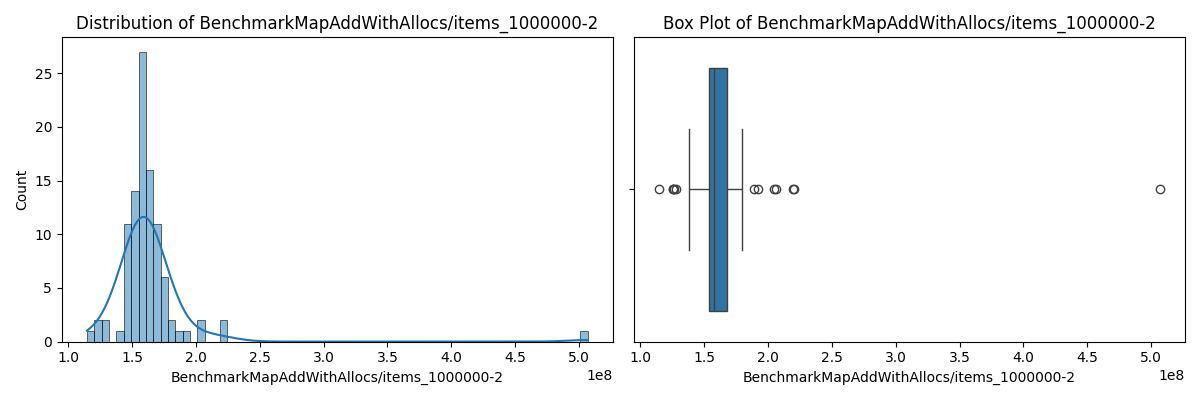 Distribution of BenchmarkMapAddWithAllocs/items_1000000-2
Count
25
20
15
10
5
0
1.0 1.5 2.0 2.5 3.0 3.5 4.0 4.5 5.0
1e8
BenchmarkMapAddWithAllocs/items_1000000-2
Box Plot of BenchmarkMapAddWithAllocs/items_1000000-2
1.0 1.5 2.0 2.5 3.0 3.5 4.0 4.5 5.0
1e8
BenchmarkMapAddWithAllocs/items_1000000-2